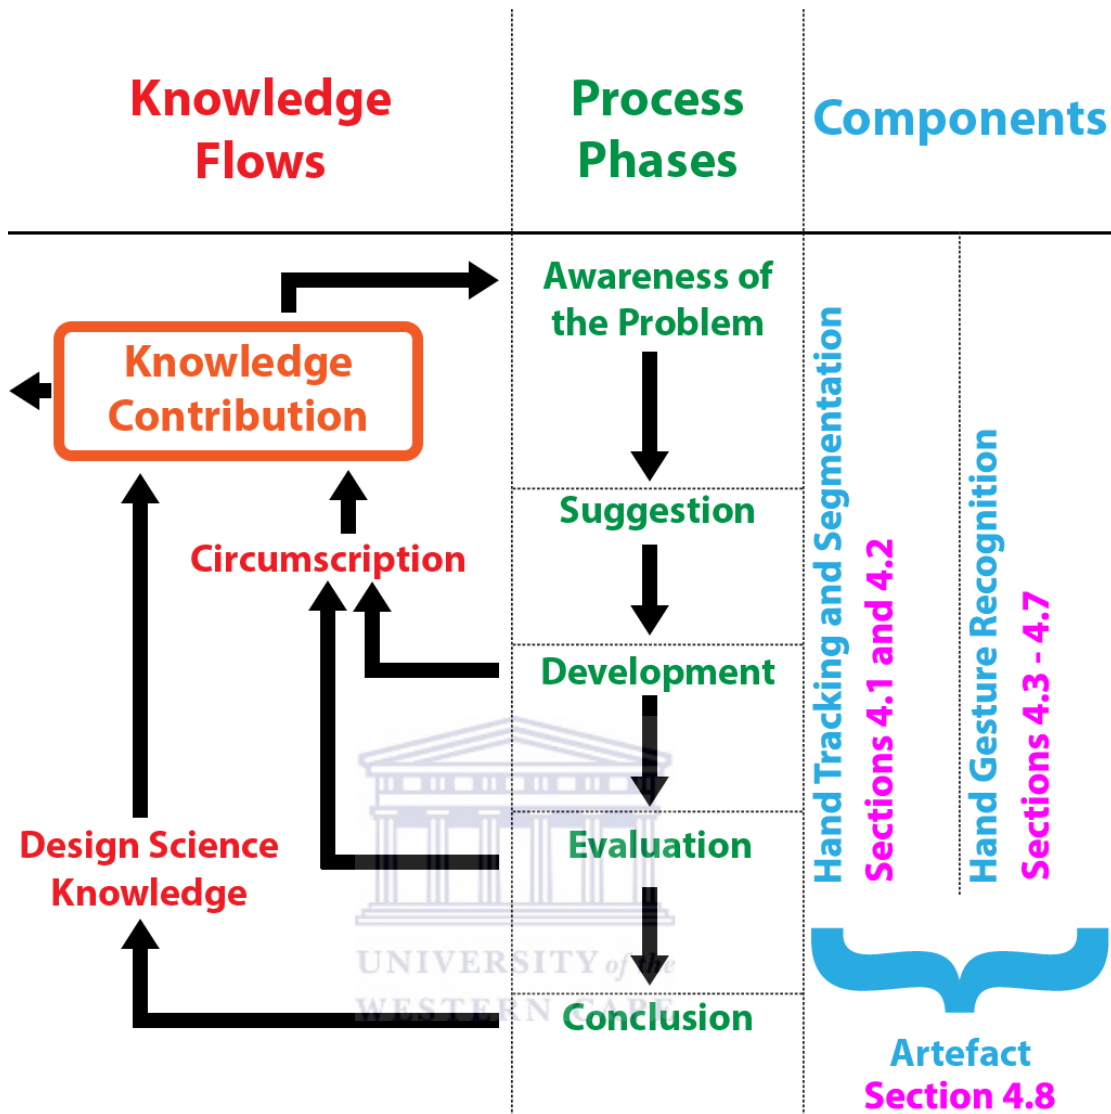 Knowledge
Flows
Process
Phases
Components
Awareness of
the Problem
Knowledge
Contribution
Suggestion
Circumscription
Development
Design Science
Knowledge
Evaluation
Conclusion
Hand Tracking and Segmentation
Sections 4.1 and 4.2
Hand Gesture Recognition
Sections 4.3 - 4.7
Artefact
Section 4.8
UNIVERSITY of the
WESTERN CAPE